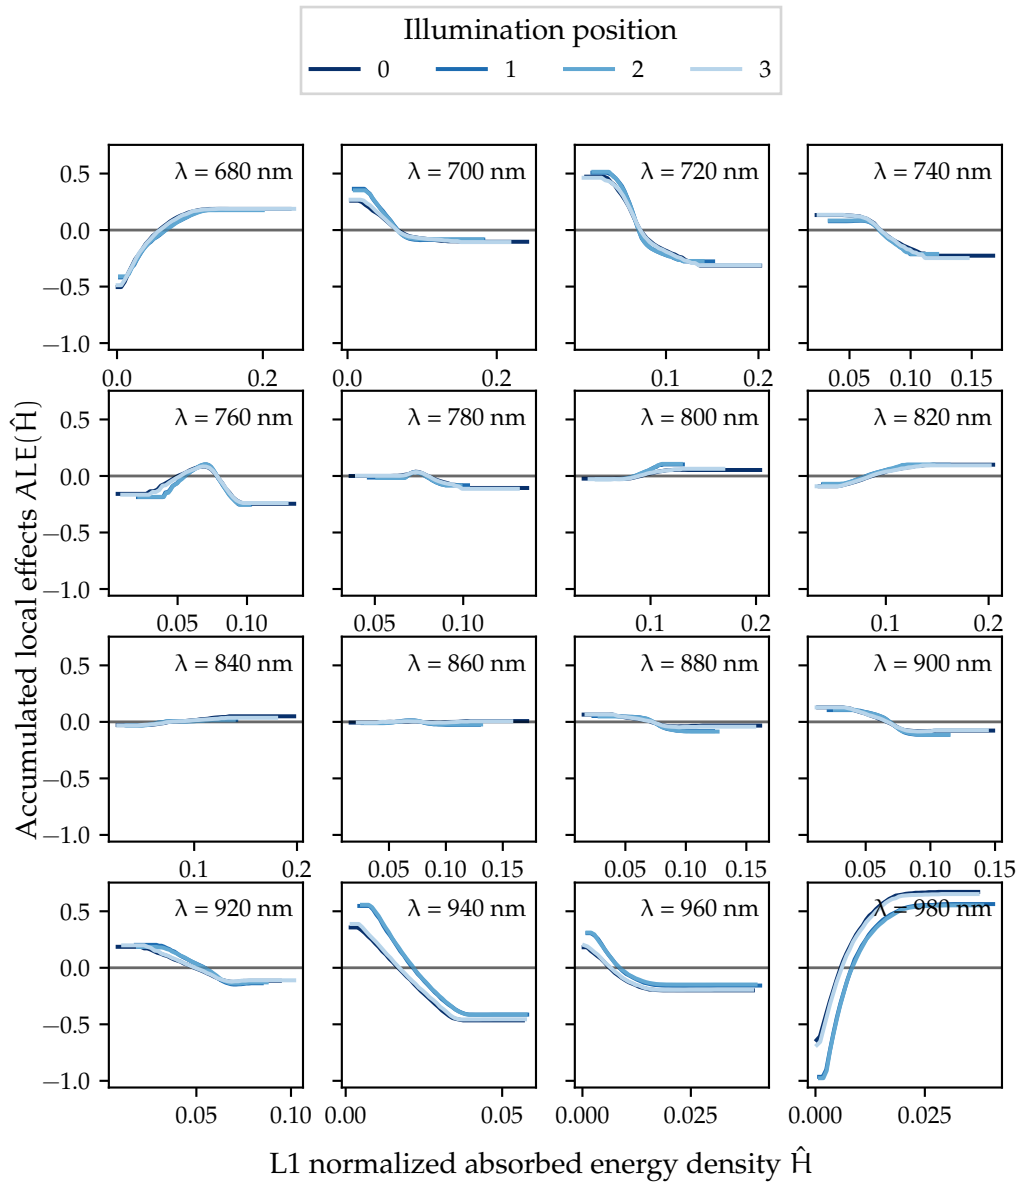 Illumination position
0 1 2 3
λ = 680 nm λ = 700 nm λ = 720 nm λ = 740 nm
0.5
0.0
−0.5
−1.0
0.0 0.2 0.0 0.2 0.1 0.2 0.05 0.10 0.15
λ = 760 nm λ = 780 nm λ = 800 nm λ = 820 nm
0.5
0.0
−0.5
−1.0
0.05 0.10 0.05 0.10 0.1 0.2 0.1 0.2
λ = 840 nm λ = 860 nm λ = 880 nm λ = 900 nm
0.5
0.0
−0.5
−1.0
0.1 0.2 0.05 0.10 0.15 0.05 0.10 0.15 0.05 0.10 0.15
λ = 920 nm λ = 940 nm λ = 960 nm λ = 980 nm
0.5
0.0
−0.5
−1.0
0.05 0.10 0.00 0.05 0.000 0.025 0.000 0.025
Accumulated local effects ALE(Ĥ)
L1 normalized absorbed energy density Ĥ